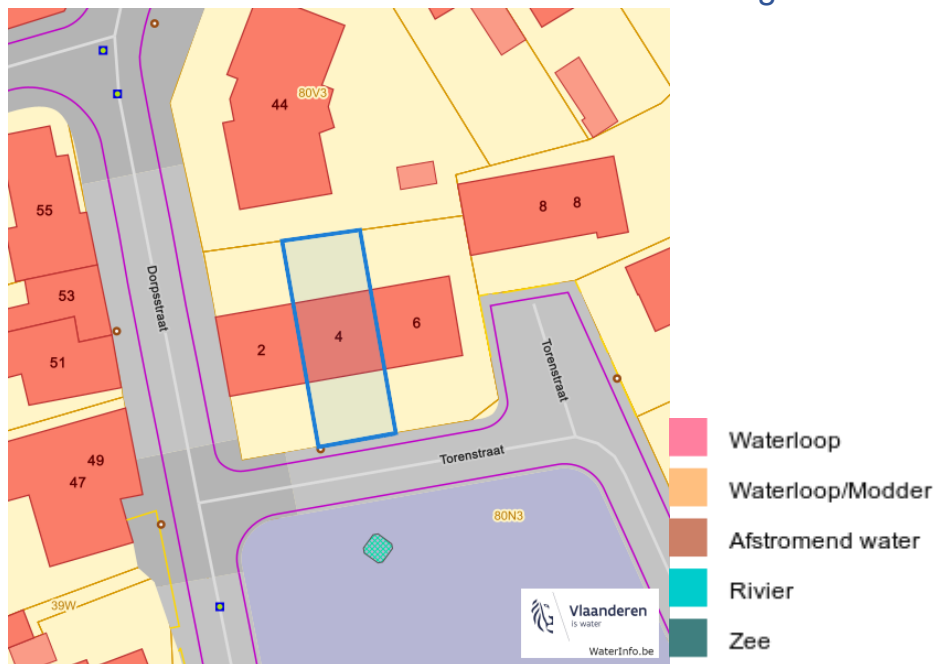 g
80V3
44
8 8
55
Dorpsstraat
53
51
2
4
6
Torenstraat
Torenstraat
49
47
80N3
39W
Vlaanderen
is water
WaterInfo.be
Waterloop
Waterloop/Modder
Afstromend water
Rivier
Zee